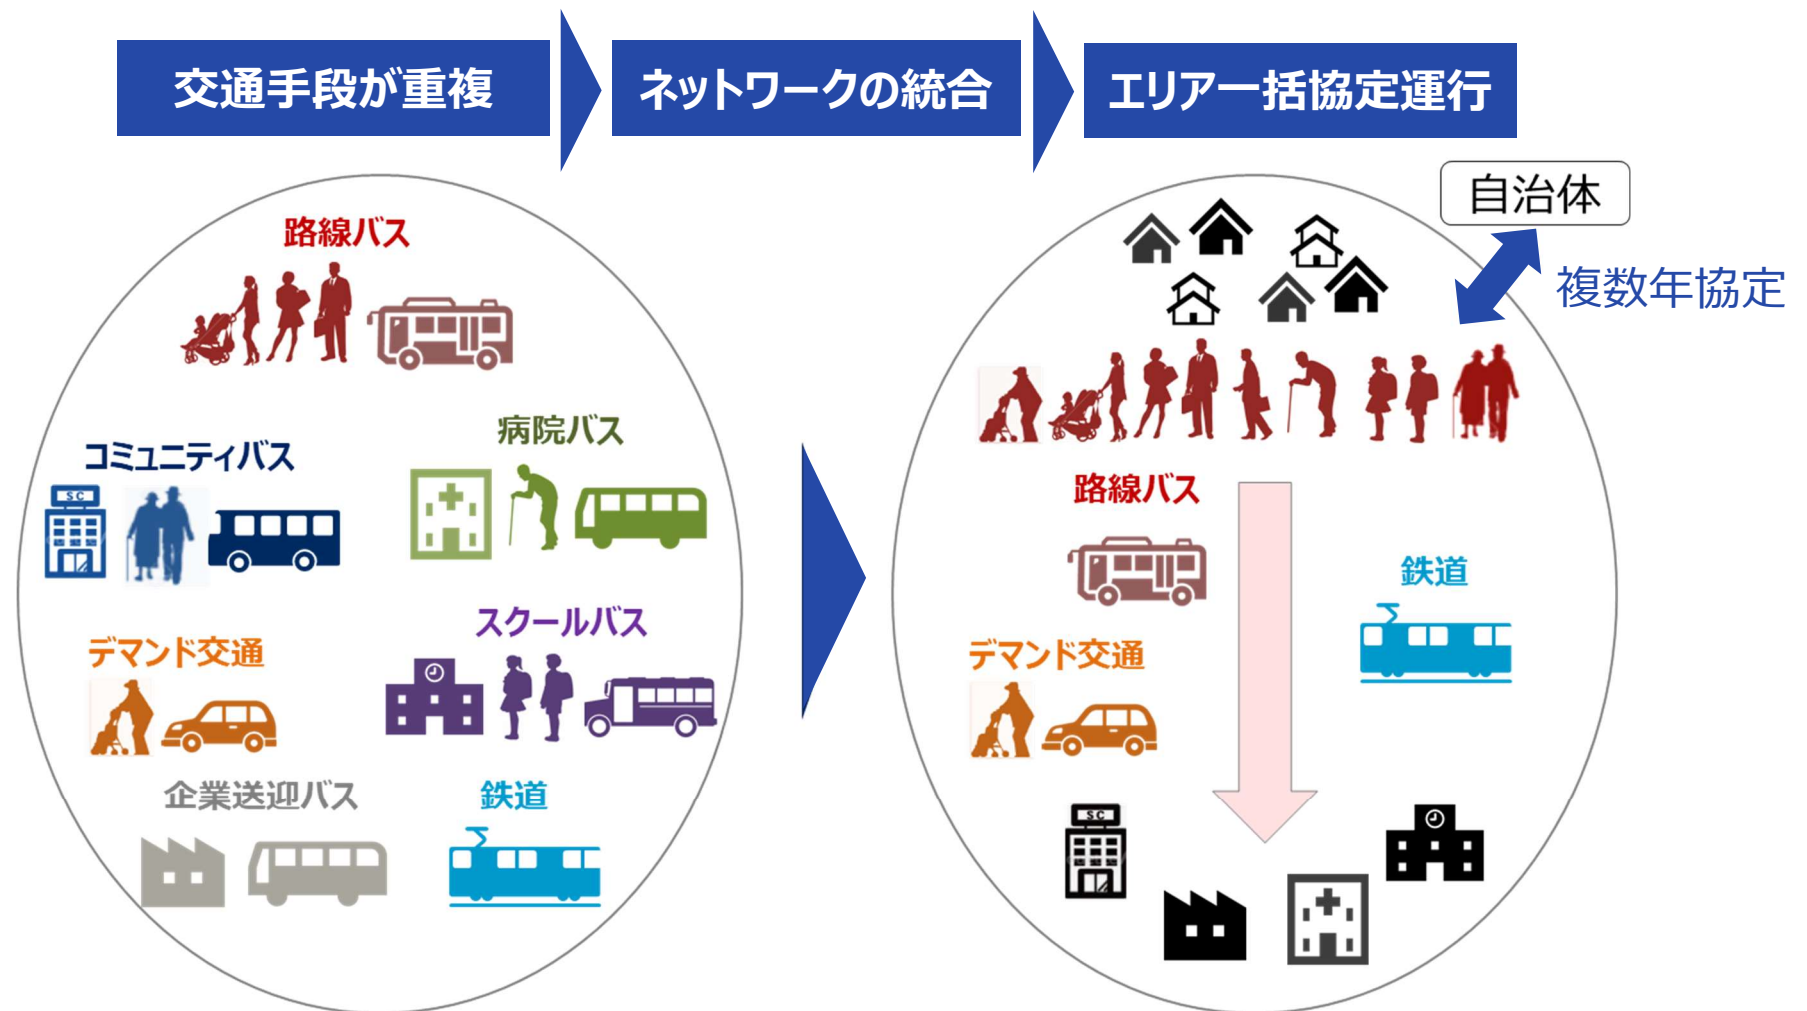 交通手段が重複
ネットワークの統合
エリア一括協定運行
路線バス
コミュニティバス
SC
病院バス
デマンド交通
スクールバス
企業送迎バス
鉄道
自治体
複数年協定
路線バス
鉄道
デマンド交通
SC